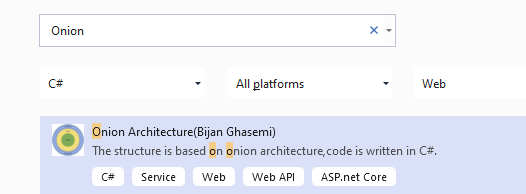 Onion
C# All platforms Web
Onion Architecture(Bijan Ghasemi)
The structure is based on onion architecture,code is written in C#.
C# Service Web Web API ASP.net Core